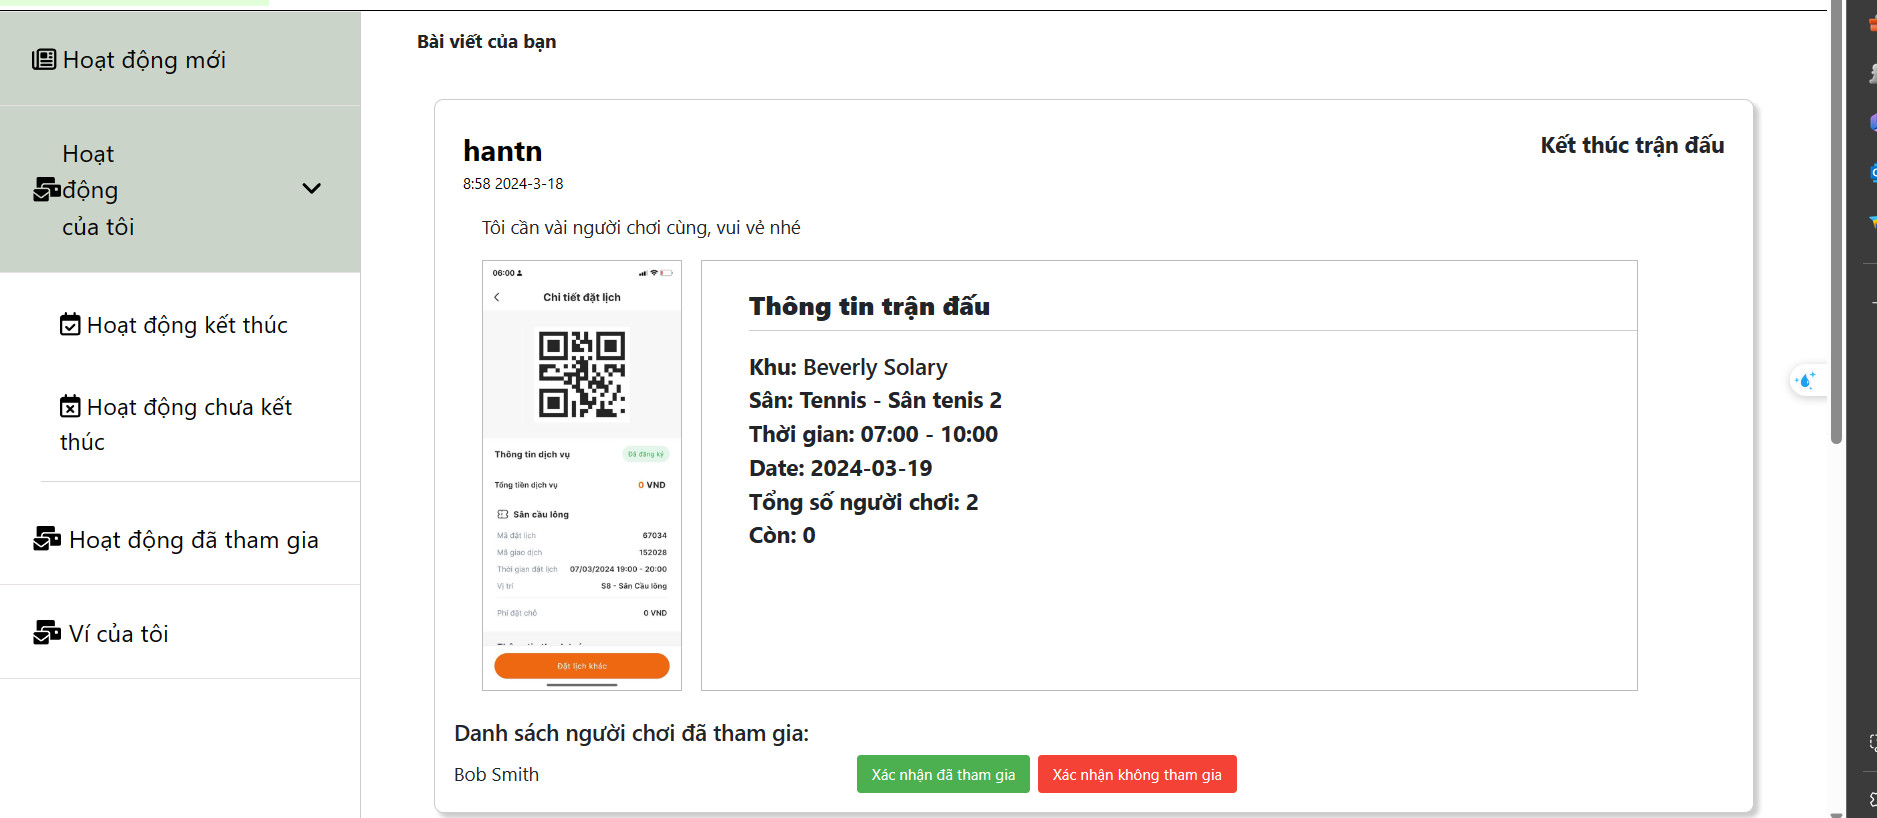 Hoạt động mới
Hoạt
động
của tôi
Hoạt động kết thúc
Hoạt động chưa kết
thúc
Hoạt động đã tham gia
Ví của tôi
Bài viết của bạn
hantn
Kết thúc trận đấu
8:58 2024-3-18
Tôi cần vài người chơi cùng, vui vẻ nhé
06:00
Chi tiết đặt lịch
Thông tin dịch vụ
Đã đăng ký
Tổng tiền dịch vụ
0 VND
Sân cầu lông
Mã đặt lịch
67034
Mã giao dịch
152028
Thời gian đặt lịch
07/03/2024 19:00 - 20:00
Vị trí
S8 - Sân Cầu lông
Phí đặt chỗ
0 VND
Đặt lịch khác
Thông tin trận đấu
Khu: Beverly Solary
Sân: Tennis - Sân tenis 2
Thời gian: 07:00 - 10:00
Date: 2024-03-19
Tổng số người chơi: 2
Còn: 0
Danh sách người chơi đã tham gia:
Bob Smith
Xác nhận đã tham gia
Xác nhận không tham gia